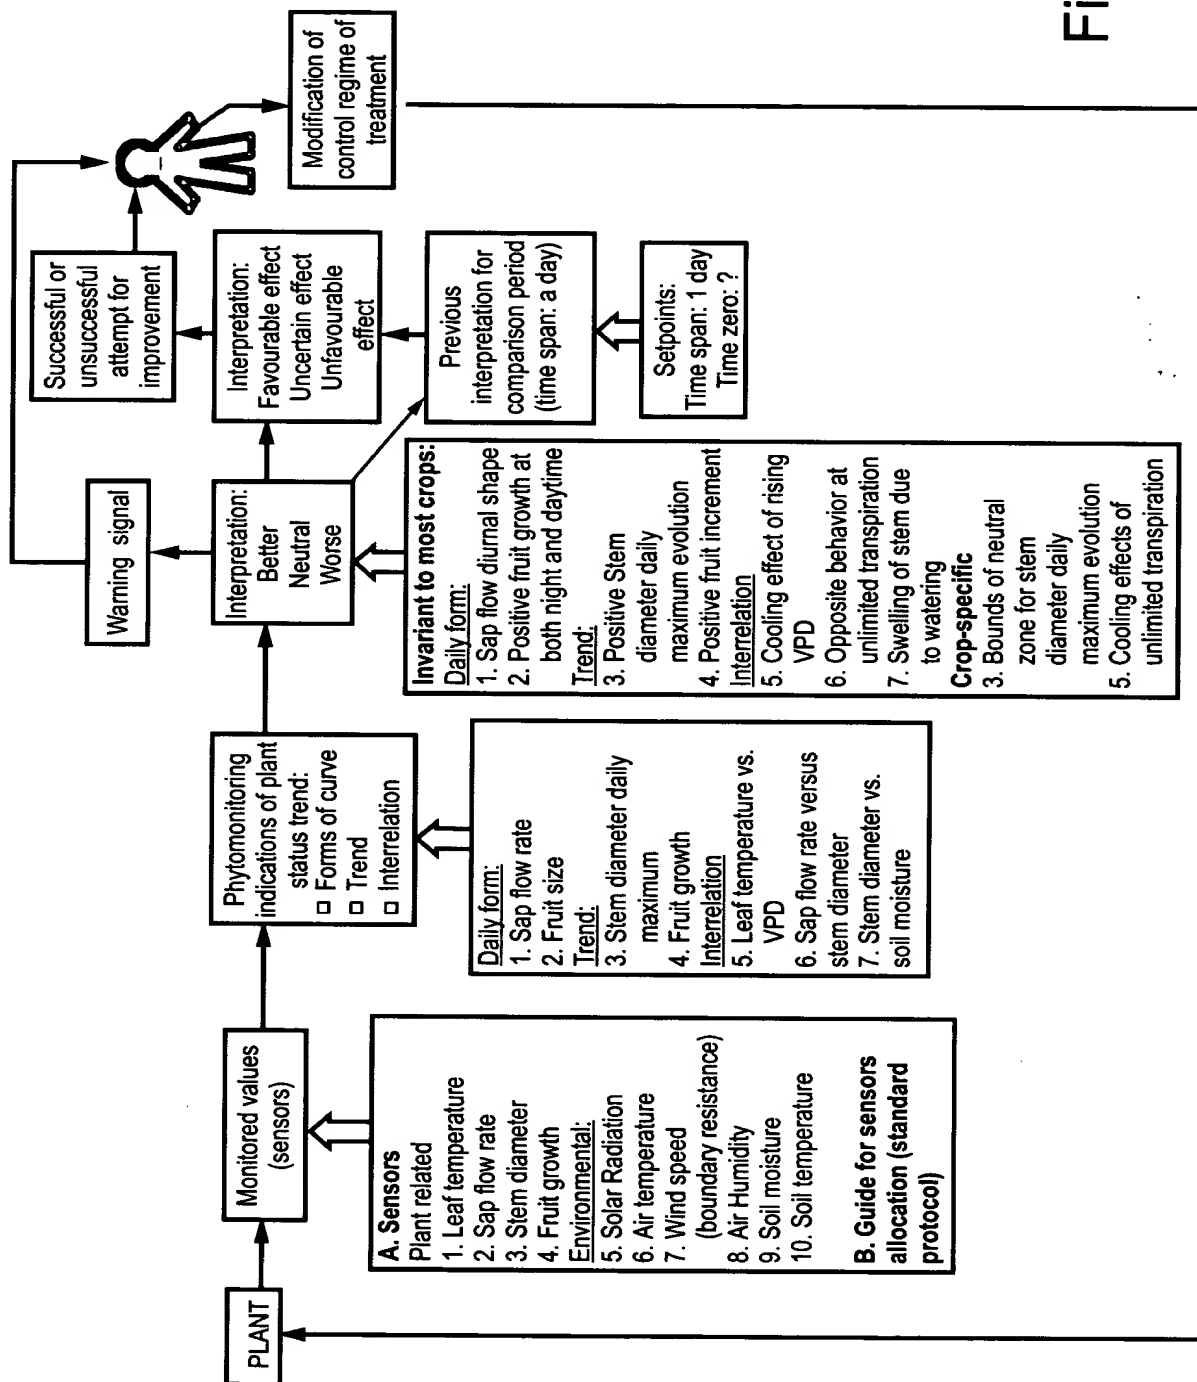 PLANT
Monitored values
(sensors)
A. Sensors
Plant related
1. Leaf temperature
2. Sap flow rate
3. Stem diameter
4. Fruit growth
Environmental:
5. Solar Radiation
6. Air temperature
7. Wind speed
(boundary resistance)
8. Air Humidity
9. Soil moisture
10. Soil temperature
B. Guide for sensors
allocation (standard
protocol)
Phytomonitoring
indications of plant
status trend:
Forms of curve
Trend
Interrelation
Daily form:
1. Sap flow rate
2. Fruit size
Trend:
3. Stem diameter daily
maximum
4. Fruit growth
Interrelation
5. Leaf temperature vs.
VPD
6. Sap flow rate versus
stem diameter
7. Stem diameter vs.
soil moisture
Warning signal
Interpretation:
Better
Neutral
Worse
Invariant to most crops:
Daily form:
1. Sap flow diurnal shape
2. Positive fruit growth at
both night and daytime
Trend:
3. Positive Stem
diameter daily
maximum evolution
4. Positive fruit increment
Interrelation
5. Cooling effect of rising
VPD
6. Opposite behavior at
unlimited transpiration
7. Swelling of stem due
to watering
Crop-specific
3. Bounds of neutral
zone for stem
diameter daily
maximum evolution
5. Cooling effects of
unlimited transpiration
Successful or
unsuccessful
attempt for
improvement
Interpretation:
Favourable effect
Uncertain effect
Unfavourable
effect
Previous
interpretation for
comparison period
(time span: a day)
Setpoints:
Time span: 1 day
Time zero: ?
Modification of
control regime of
treatment
Fi